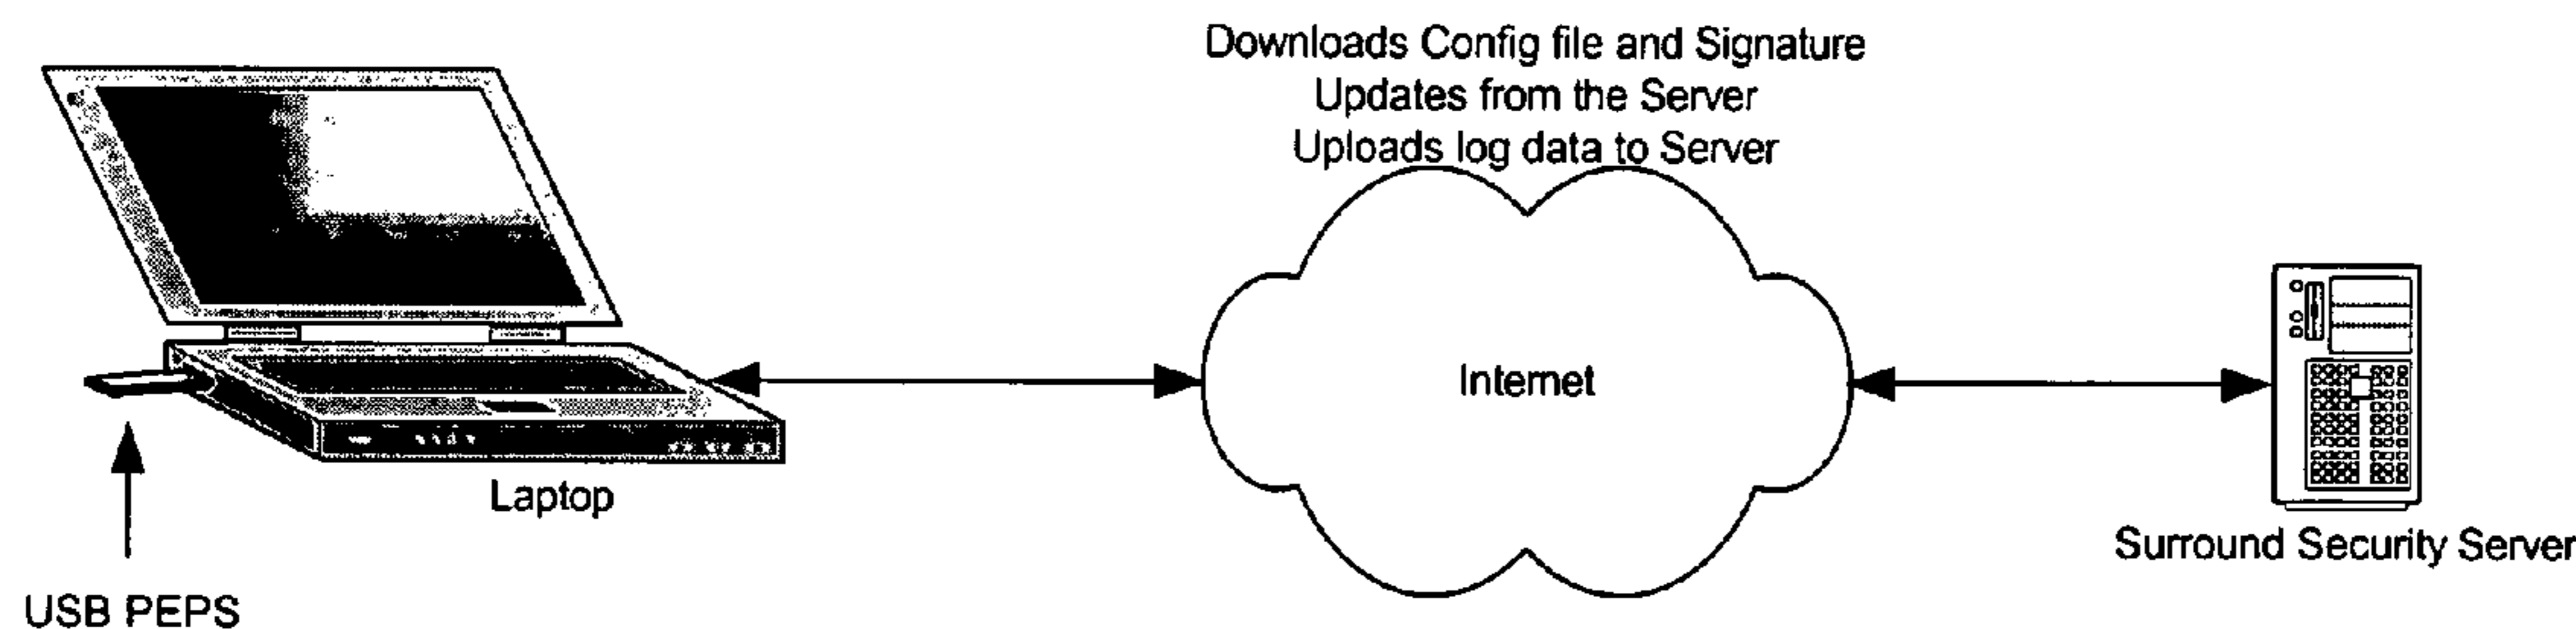 Downloads Config file and Signature
Updates from the Server
Uploads log data to Server
Internet
Laptop
Surround Security Server
USB PEPS